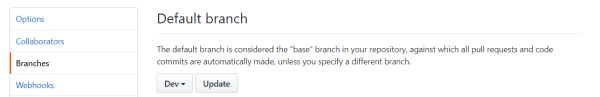 Options
Collaborators
Branches
Webhooks
Default branch
The default branch is considered the "base" branch in your repository, against which all pull requests and code
commits are automatically made, unless you specify a different branch.
Dev Update